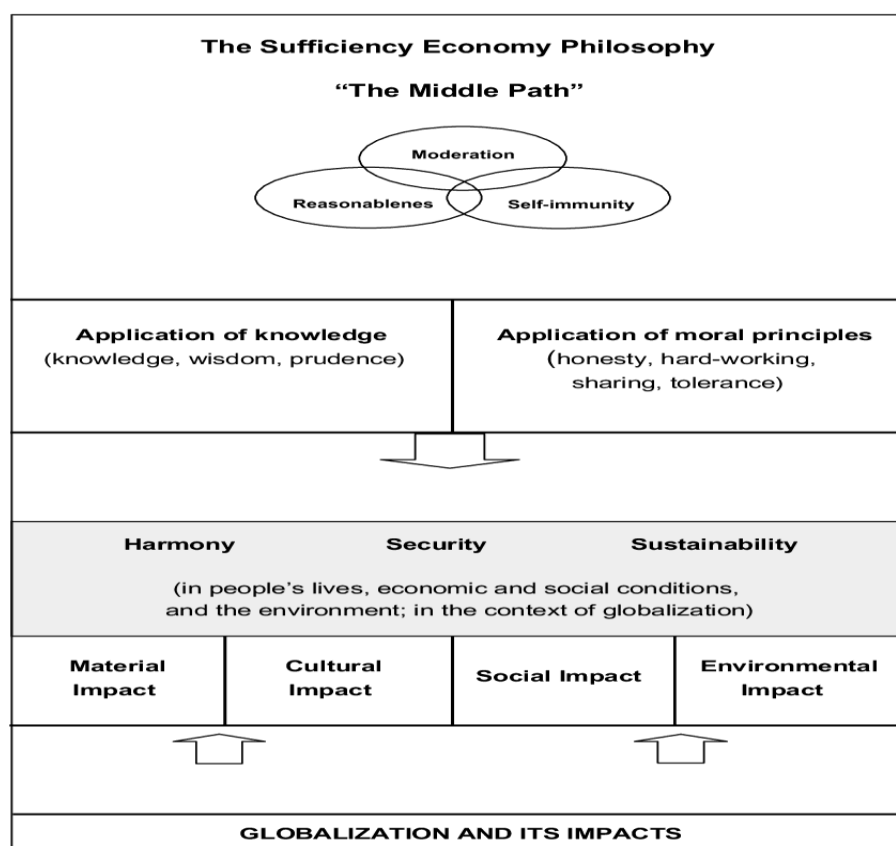 The Sufficiency Economy Philosophy
“The Middle Path”
Moderation
Reasonablenes
Self-immunity
Application of knowledge
(knowledge, wisdom, prudence)
Application of moral principles
(honesty, hard-working,
sharing, tolerance)
Harmony
Security
Sustainability
(in people’s lives, economic and social conditions,
and the environment; in the context of globalization)
Material
Impact
Cultural
Impact
Social Impact
Environmental
Impact
GLOBALIZATION AND ITS IMPACTS